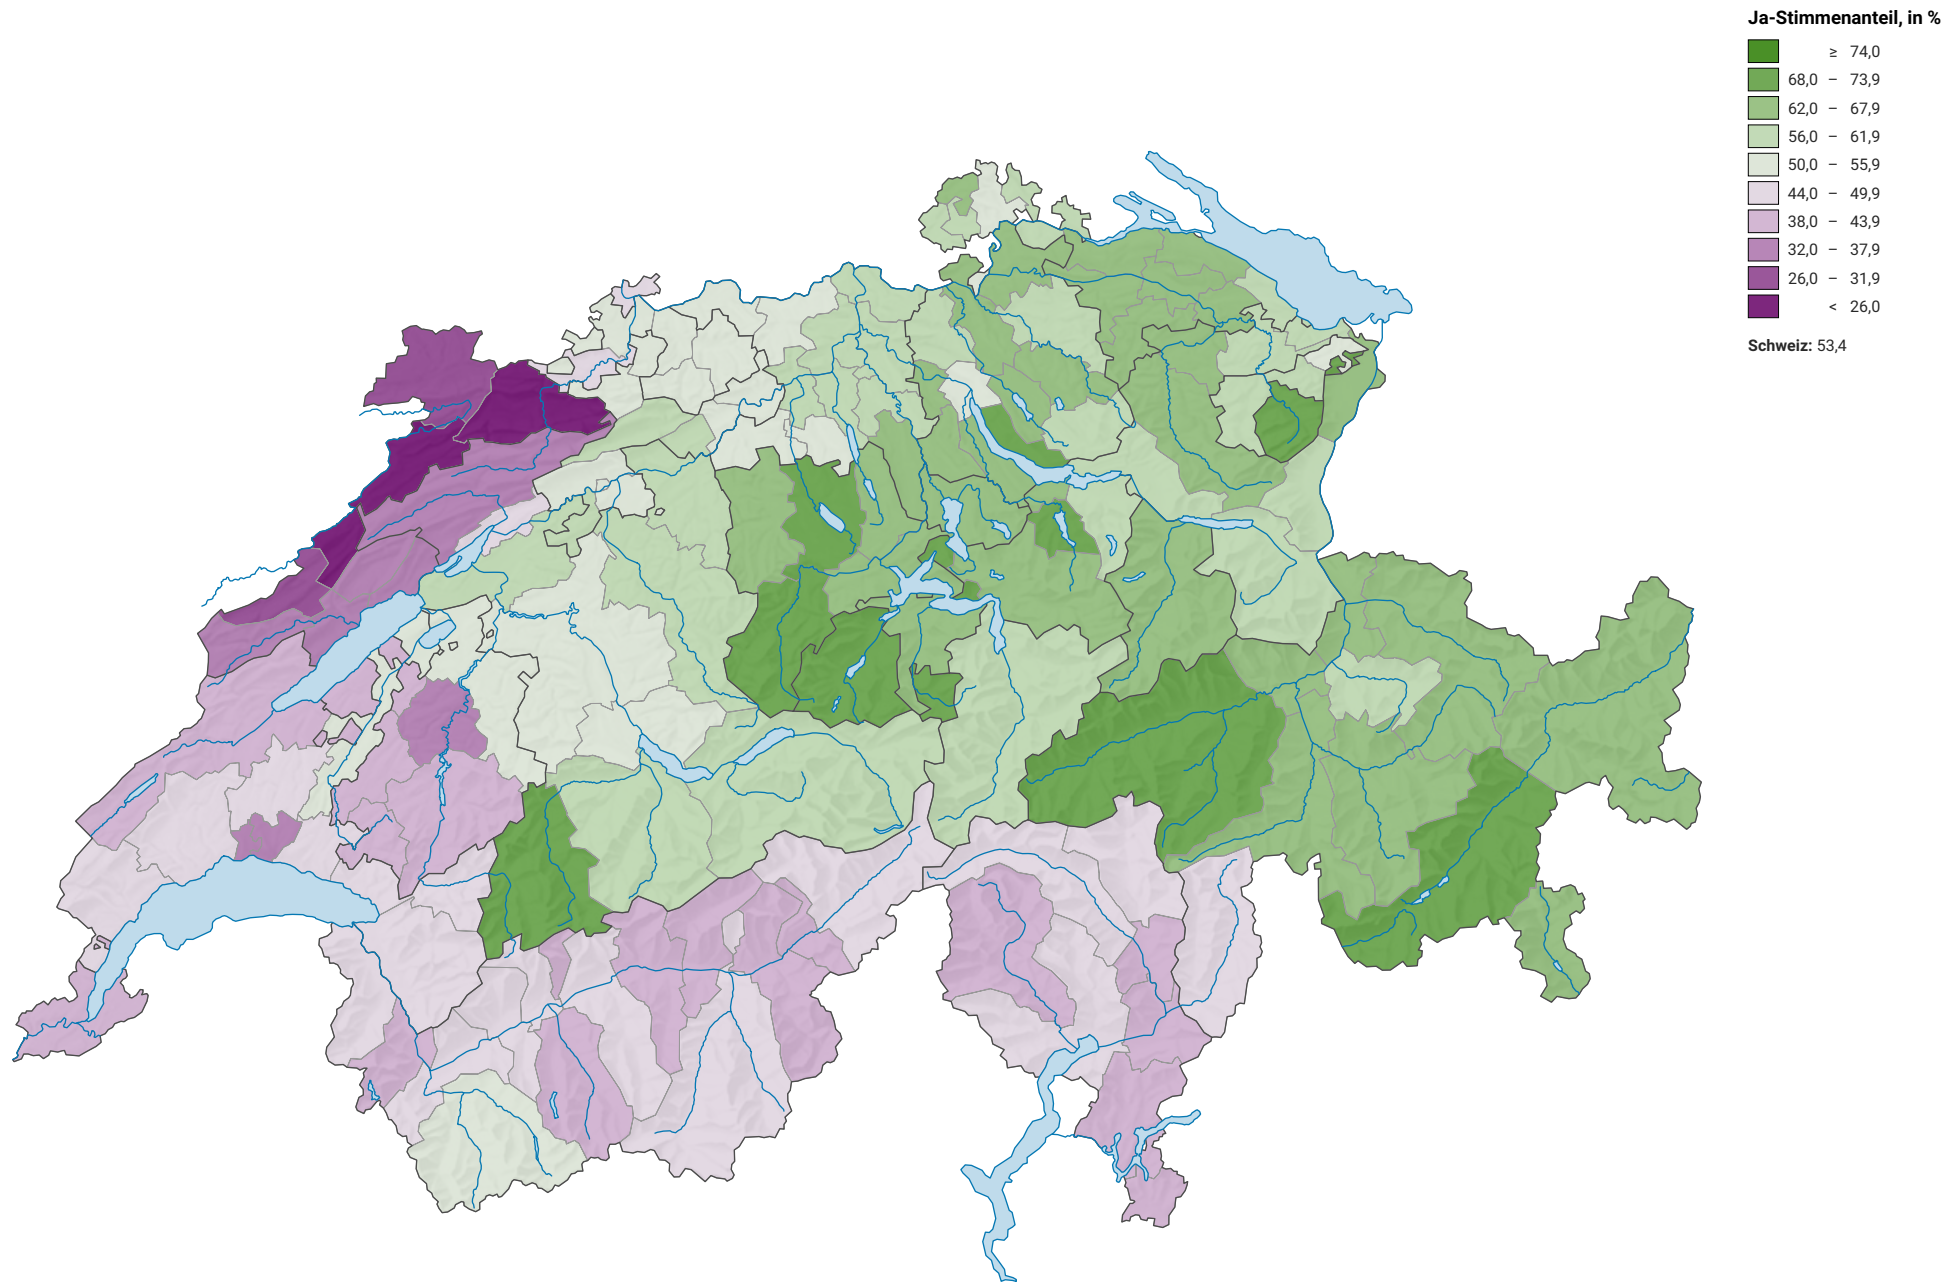 Ja-Stimmenanteil, in %
≥ 74,0
68,0 – 73,9
62,0 – 67,9
56,0 – 61,9
50,0 – 55,9
44,0 – 49,9
38,0 – 43,9
32,0 – 37,9
26,0 – 31,9
< 26,0
Schweiz: 53,4